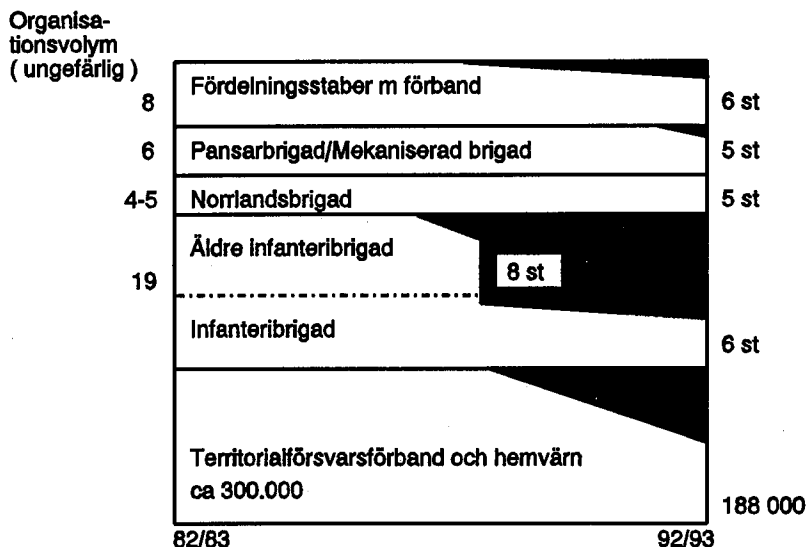 Organisa-
tionsvolym
( ungefärlig )
8 Fördelningsstaber m förband 6 st
6 Pansarbrigad/Mekaniserad brigad 5 st
4-5 Norrlandsbrigad 5 st
Äldre infanteribrigad
19 8 st
Infanteribrigad 6 st
Territorialförsvarsförband och hemvärn
ca 300.000 188 000
82/83 92/93